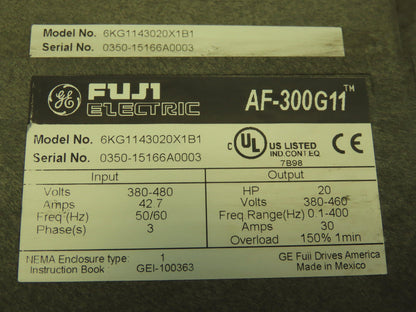 Model No. 6KG1143020X1B1
Serial No. 0350-15166A0003
GE FUJI ELECTRIC AF-300G11™
Model No. 6KG1143020X1B1
Serial No. 0350-15166A0003
C UL US LISTED CE
IND.CONT.EQ
7B98
Input Output
Volts 380-480 HP 20
Amps 42.7 Volts 380-460
Freq.(Hz) 50/60 Freq Range(Hz) 0.1-400
Phase(s) 3 Amps 30
Overload 150% 1min
NEMA Enclosure type: 1 GE Fuji Drives America
Instruction Book : GEI-100363 Made in Mexico